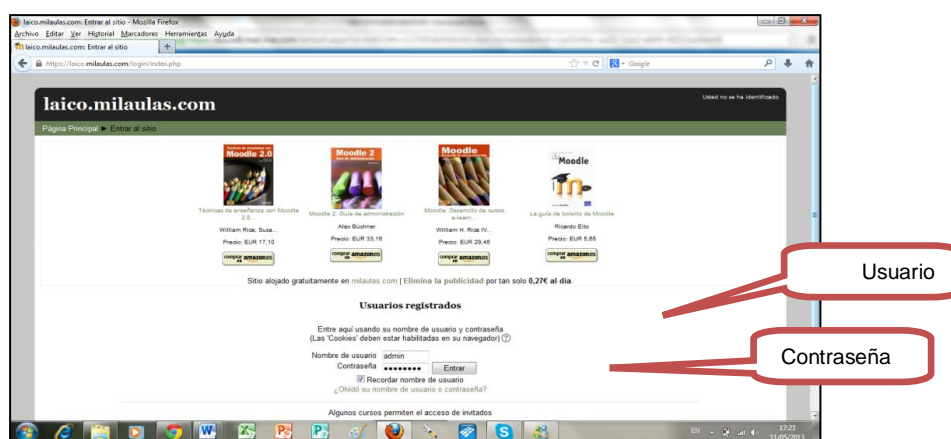 laico.milaulas.com: Entrar al sitio - Mozilla Firefox
Archivo Editar Ver Historial Marcadores Herramientas Ayuda
laico.milaulas.com: Entrar al sitio +
https://laico.milaulas.com/login/index.php
Google
laico.milaulas.com
Usted no se ha identificado.
Página Principal ► Entrar al sitio
Moodle 2.0
Moodle 2
Moodle
Moodle
Técnicas de enseñanza con Moodle
2.0...
William Rice, Susa...
Precio: EUR 17,10
comprar en amazon.es
Moodle 2. Guía de administración
Alex Büchner
Precio: EUR 33,16
comprar en amazon.es
Moodle. Desarrollo de cursos
e-learn...
William H. Rice IV...
Precio: EUR 29,45
comprar en amazon.es
La guía de bolsillo de Moodle
Ricardo Eito
Precio: EUR 5,65
comprar en amazon.es
Sitio alojado gratuitamente en milaulas.com | Elimina la publicidad por tan solo 0,27€ al día.
Usuario
Usuarios registrados
Entre aquí usando su nombre de usuario y contraseña
(Las 'Cookies' deben estar habilitadas en su navegador) ?
Contraseña
Nombre de usuario admin
Contraseña •••••••• Entrar
Recordar nombre de usuario
¿Olvidó su nombre de usuario o contraseña?
Algunos cursos permiten el acceso de invitados
EN
17:23
11/05/2013